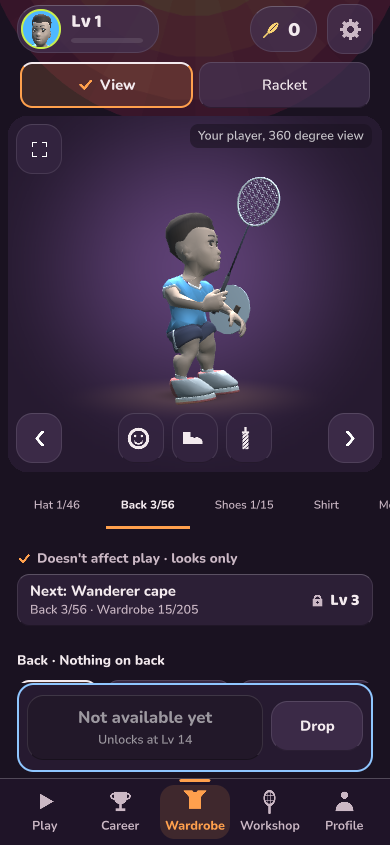 Lv 1
0
View
Racket
Your player, 360 degree view
Hat 1/46
Back 3/56
Shoes 1/15
Shirt
Doesn't affect play · looks only
Next: Wanderer cape
Back 3/56 · Wardrobe 15/205
Lv 3
Back · Nothing on back
Not available yet
Unlocks at Lv 14
Drop
Play
Career
Wardrobe
Workshop
Profile